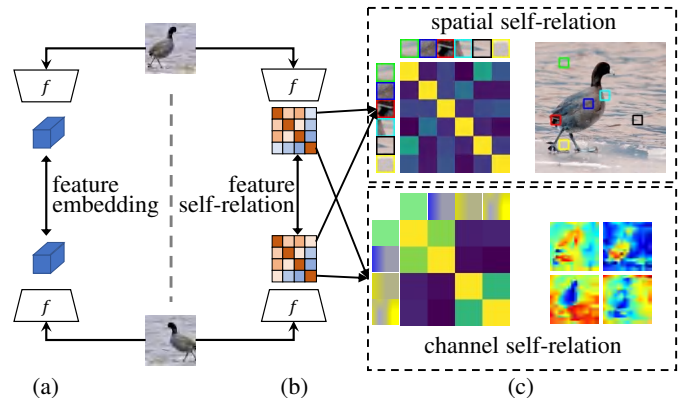 spatial self-relation
f
f
feature
embedding
feature
self-relation
f
f
channel self-relation
(a)
(b)
(c)